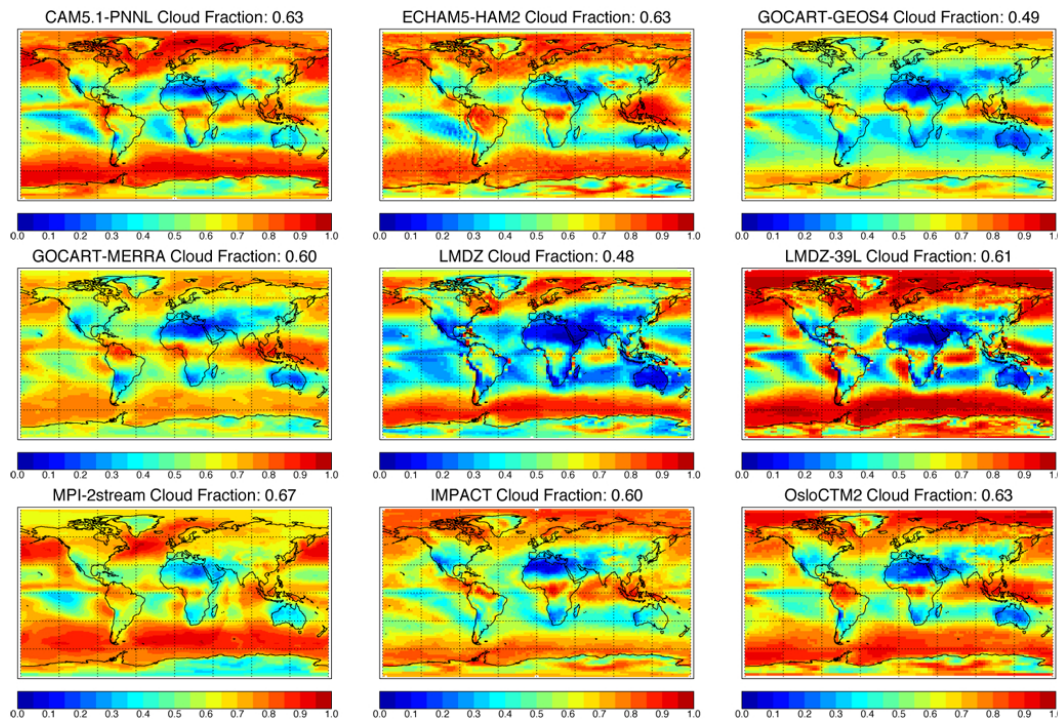 CAM5.1-PNNL Cloud Fraction: 0.63
ECHAM5-HAM2 Cloud Fraction: 0.63
GOCART-GEOS4 Cloud Fraction: 0.49
0.0 0.1 0.2 0.3 0.4 0.5 0.6 0.7 0.8 0.9 1.0
0.0 0.1 0.2 0.3 0.4 0.5 0.6 0.7 0.8 0.9 1.0
0.0 0.1 0.2 0.3 0.4 0.5 0.6 0.7 0.8 0.9 1.0
GOCART-MERRA Cloud Fraction: 0.60
LMDZ Cloud Fraction: 0.48
LMDZ-39L Cloud Fraction: 0.61
0.0 0.1 0.2 0.3 0.4 0.5 0.6 0.7 0.8 0.9 1.0
0.0 0.1 0.2 0.3 0.4 0.5 0.6 0.7 0.8 0.9 1.0
0.0 0.1 0.2 0.3 0.4 0.5 0.6 0.7 0.8 0.9 1.0
MPI-2stream Cloud Fraction: 0.67
IMPACT Cloud Fraction: 0.60
OsloCTM2 Cloud Fraction: 0.63
0.0 0.1 0.2 0.3 0.4 0.5 0.6 0.7 0.8 0.9 1.0
0.0 0.1 0.2 0.3 0.4 0.5 0.6 0.7 0.8 0.9 1.0
0.0 0.1 0.2 0.3 0.4 0.5 0.6 0.7 0.8 0.9 1.0